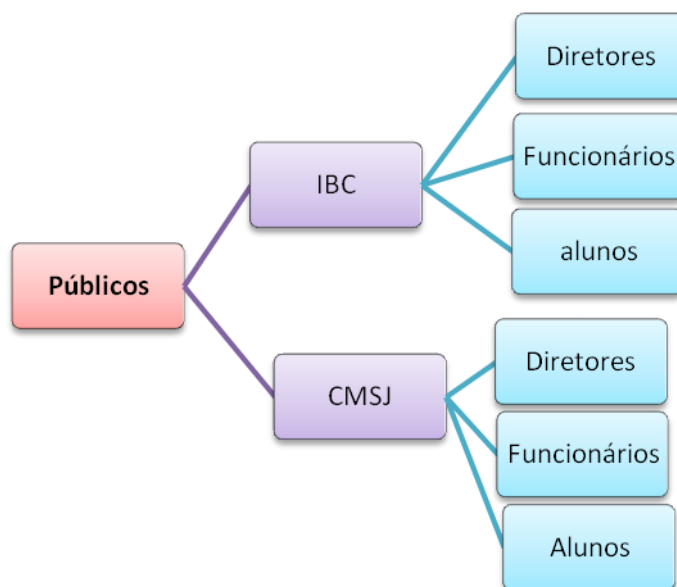 Públicos
IBC
Diretores
Funcionários
alunos
CMSJ
Diretores
Funcionários
Alunos